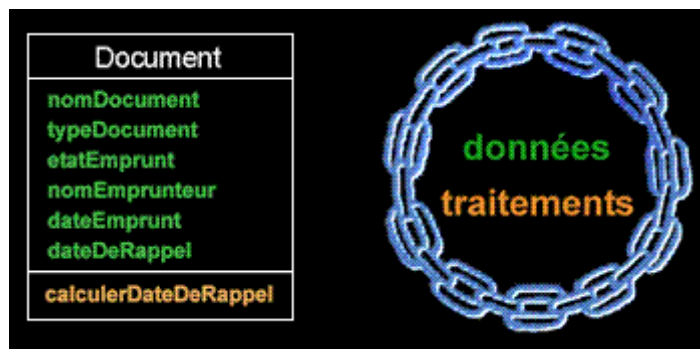 Document
nomDocument
typeDocument
etatEmprunt
nomEmprunteur
dateEmprunt
dateDeRappel
calculerDateDeRappel
données
traitements